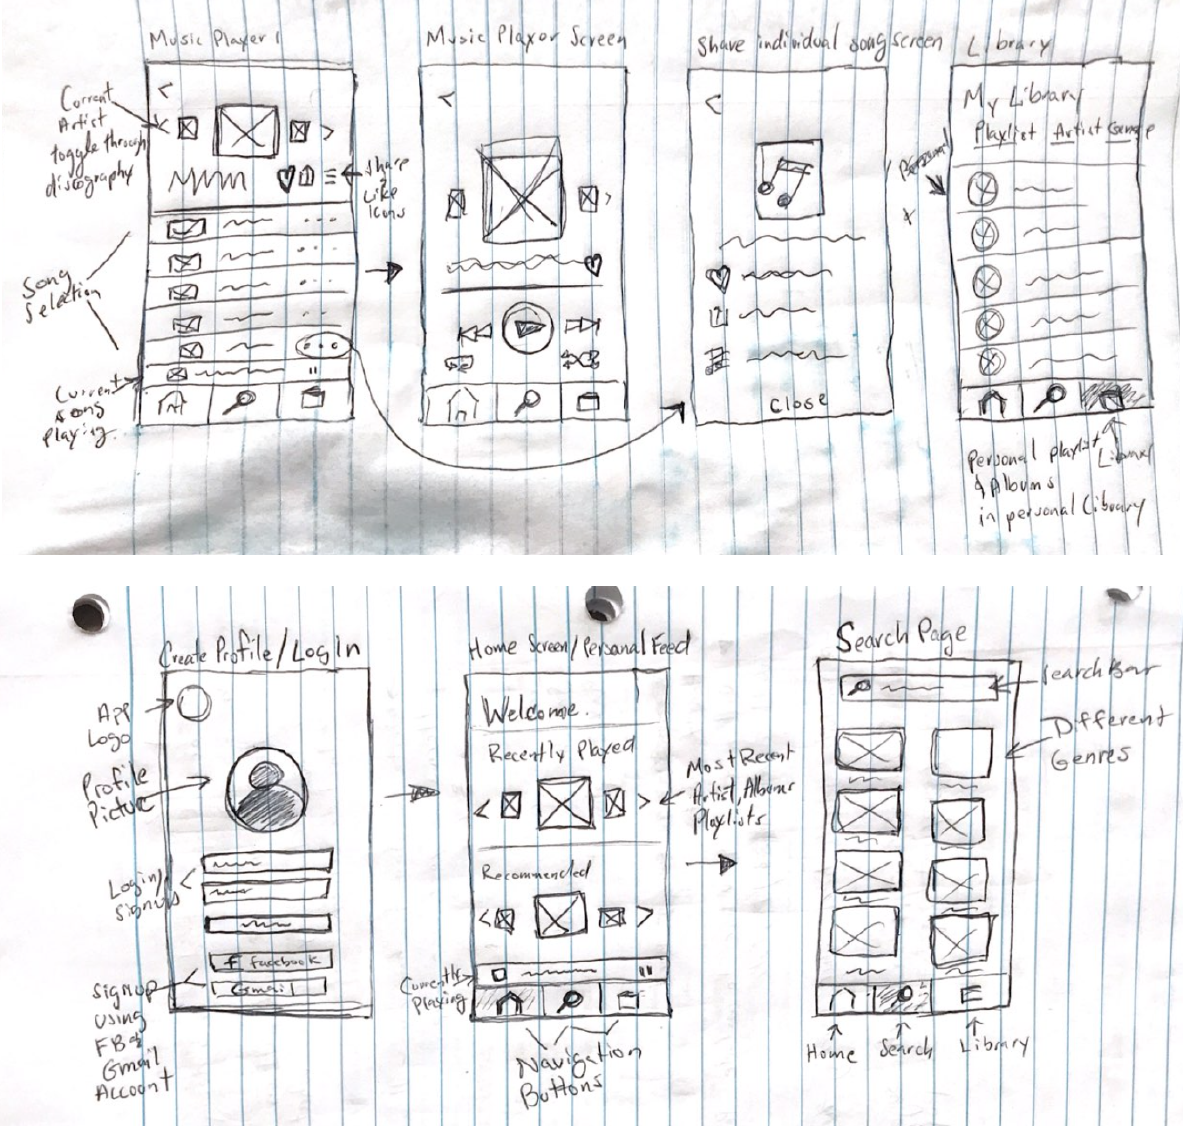 Music Player 1
Music Player Screen
Share individual song screen
Library
Current
Artist
toggle through
discography
Share
Like
Icons
Song
Selection
Current
song
playing.
Close
My Library
Playlist Artist Genre
Personal playlist
& Albums
in personal Library
Library
Create Profile/Log In
App
Logo
Profile
Picture
Login/
Signup
f facebook
Gmail
Signup
using
FB &
Gmail
Account
Home Screen/Personal Feed
Welcome.
Recently Played
Most Recent
Artist, Albums
Playlists
Recommended
Currently
Playing
Navigation
Buttons
Search Page
Search Bar
Different
Genres
Home
Search
Library